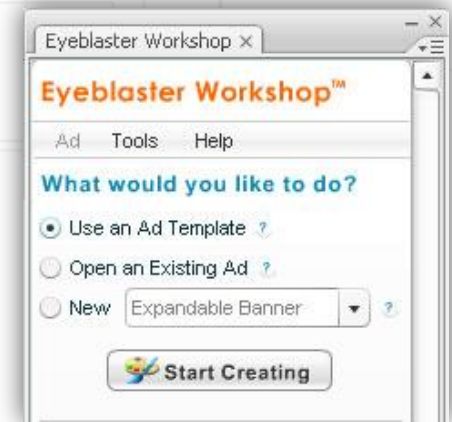 Eyeblaster Workshop ×
Eyeblaster Workshop™
Ad Tools Help
What would you like to do?
Use an Ad Template ?
Open an Existing Ad ?
New Expandable Banner ?
Start Creating